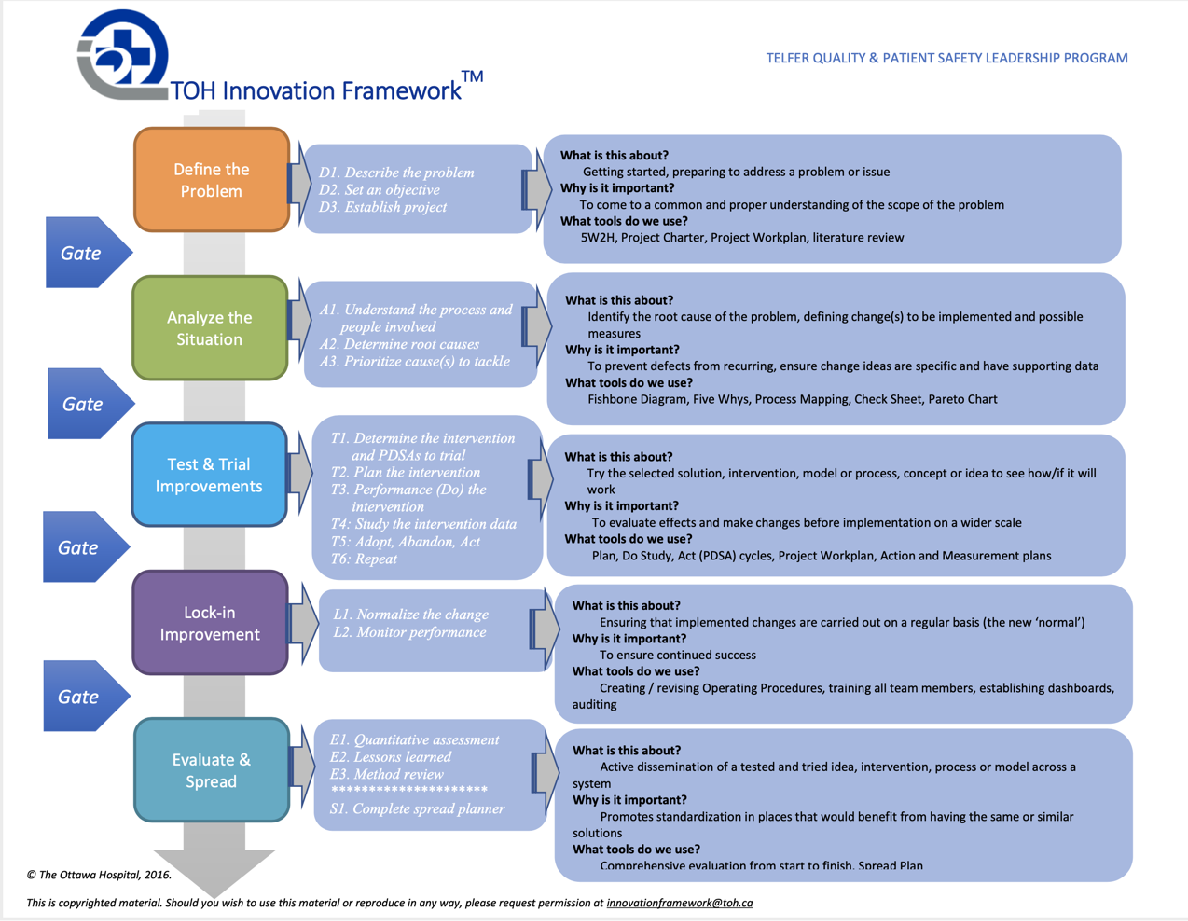 TELFER QUALITY & PATIENT SAFETY LEADERSHIP PROGRAM
TOH Innovation Framework™
Define the
Problem
D1. Describe the problem
D2. Set an objective
D3. Establish project
What is this about?
Getting started, preparing to address a problem or issue
Why is it important?
To come to a common and proper understanding of the scope of the problem
What tools do we use?
5W2H, Project Charter, Project Workplan, literature review
Gate
Analyze the
Situation
A1. Understand the process and
people involved
A2. Determine root causes
A3. Prioritize cause(s) to tackle
What is this about?
Identify the root cause of the problem, defining change(s) to be implemented and possible
measures
Why is it important?
To prevent defects from recurring, ensure change ideas are specific and have supporting data
What tools do we use?
Fishbone Diagram, Five Whys, Process Mapping, Check Sheet, Pareto Chart
Gate
Test & Trial
Improvements
T1. Determine the intervention
and PDSAs to trial
T2. Plan the intervention
T3. Performance (Do) the
intervention
T4: Study the intervention data
T5: Adopt, Abandon, Act
T6: Repeat
What is this about?
Try the selected solution, intervention, model or process, concept or idea to see how/if it will
work
Why is it important?
To evaluate effects and make changes before implementation on a wider scale
What tools do we use?
Plan, Do Study, Act (PDSA) cycles, Project Workplan, Action and Measurement plans
Gate
Lock-in
Improvement
L1. Normalize the change
L2. Monitor performance
What is this about?
Ensuring that implemented changes are carried out on a regular basis (the new ‘normal’)
Why is it important?
To ensure continued success
What tools do we use?
Creating / revising Operating Procedures, training all team members, establishing dashboards,
auditing
Gate
Evaluate &
Spread
E1. Quantitative assessment
E2. Lessons learned
E3. Method review
*********************
S1. Complete spread planner
What is this about?
Active dissemination of a tested and tried idea, intervention, process or model across a
system
Why is it important?
Promotes standardization in places that would benefit from having the same or similar
solutions
What tools do we use?
Comprehensive evaluation from start to finish. Spread Plan
© The Ottawa Hospital, 2016.
This is copyrighted material. Should you wish to use this material or reproduce in any way, please request permission at innovationframework@toh.ca